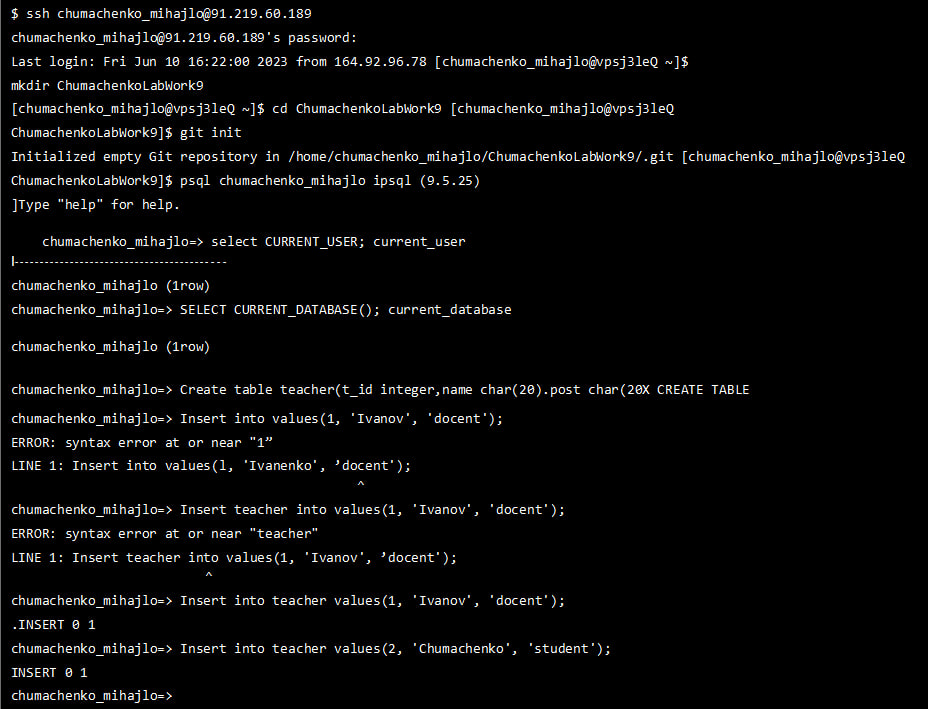 $ ssh chumachenko_mihajlo@91.219.60.189
chumachenko_mihajlo@91.219.60.189's password:
Last login: Fri Jun 10 16:22:00 2023 from 164.92.96.78 [chumachenko_mihajlo@vpsj3leQ ~]$
mkdir ChumachenkoLabWork9
[chumachenko_mihajlo@vpsj3leQ ~]$ cd ChumachenkoLabWork9 [chumachenko_mihajlo@vpsj3leQ
ChumachenkoLabWork9]$ git init
Initialized empty Git repository in /home/chumachenko_mihajlo/ChumachenkoLabWork9/.git [chumachenko_mihajlo@vpsj3leQ
ChumachenkoLabWork9]$ psql chumachenko_mihajlo ipsql (9.5.25)
]Type "help" for help.
chumachenko_mihajlo=> select CURRENT_USER; current_user
l-------------------------------------------
chumachenko_mihajlo (1row)
chumachenko_mihajlo=> SELECT CURRENT_DATABASE(); current_database
chumachenko_mihajlo (1row)
chumachenko_mihajlo=> Create table teacher(t_id integer,name char(20).post char(20X CREATE TABLE
chumachenko_mihajlo=> Insert into values(1, 'Ivanov', 'docent');
ERROR: syntax error at or near "1”
LINE 1: Insert into values(l, 'Ivanenko', ’docent');
^
chumachenko_mihajlo=> Insert teacher into values(1, 'Ivanov', 'docent');
ERROR: syntax error at or near "teacher"
LINE 1: Insert teacher into values(1, 'Ivanov', ’docent');
^
chumachenko_mihajlo=> Insert into teacher values(1, 'Ivanov', 'docent');
.INSERT 0 1
chumachenko_mihajlo=> Insert into teacher values(2, 'Chumachenko', 'student');
INSERT 0 1
chumachenko_mihajlo=>